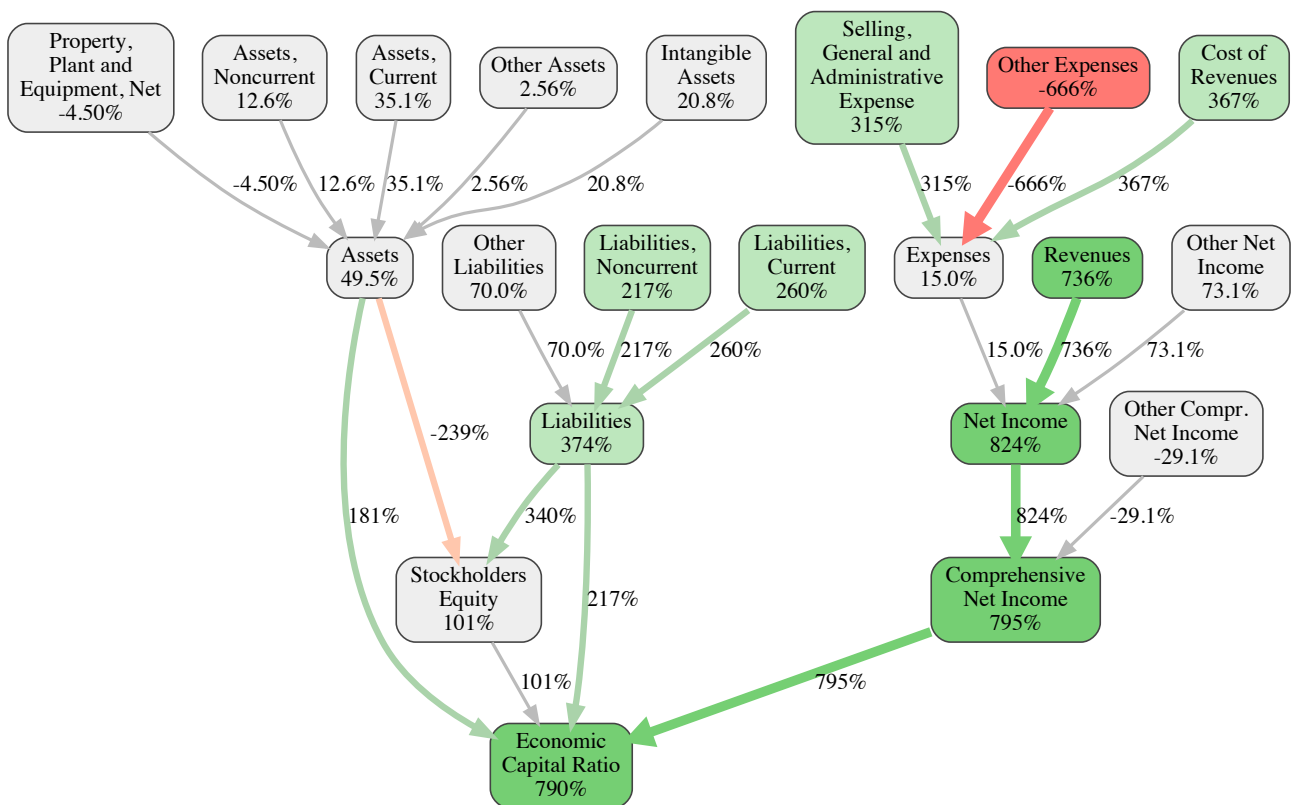 Property,
Plant and
Equipment, Net
-4.50%
Assets,
Noncurrent
12.6%
Assets,
Current
35.1%
Other Assets
2.56%
Intangible
Assets
20.8%
Selling,
General and
Administrative
Expense
315%
Other Expenses
-666%
Cost of
Revenues
367%
-4.50%
12.6%
35.1%
2.56%
20.8%
315%
-666%
367%
Assets
49.5%
Other
Liabilities
70.0%
Liabilities,
Noncurrent
217%
Liabilities,
Current
260%
Expenses
15.0%
Revenues
736%
Other Net
Income
73.1%
70.0%
217%
260%
15.0%
736%
73.1%
-239%
Liabilities
374%
Net Income
824%
Other Compr.
Net Income
-29.1%
181%
340%
824%
-29.1%
Stockholders
Equity
101%
217%
Comprehensive
Net Income
795%
101%
795%
Economic
Capital Ratio
790%